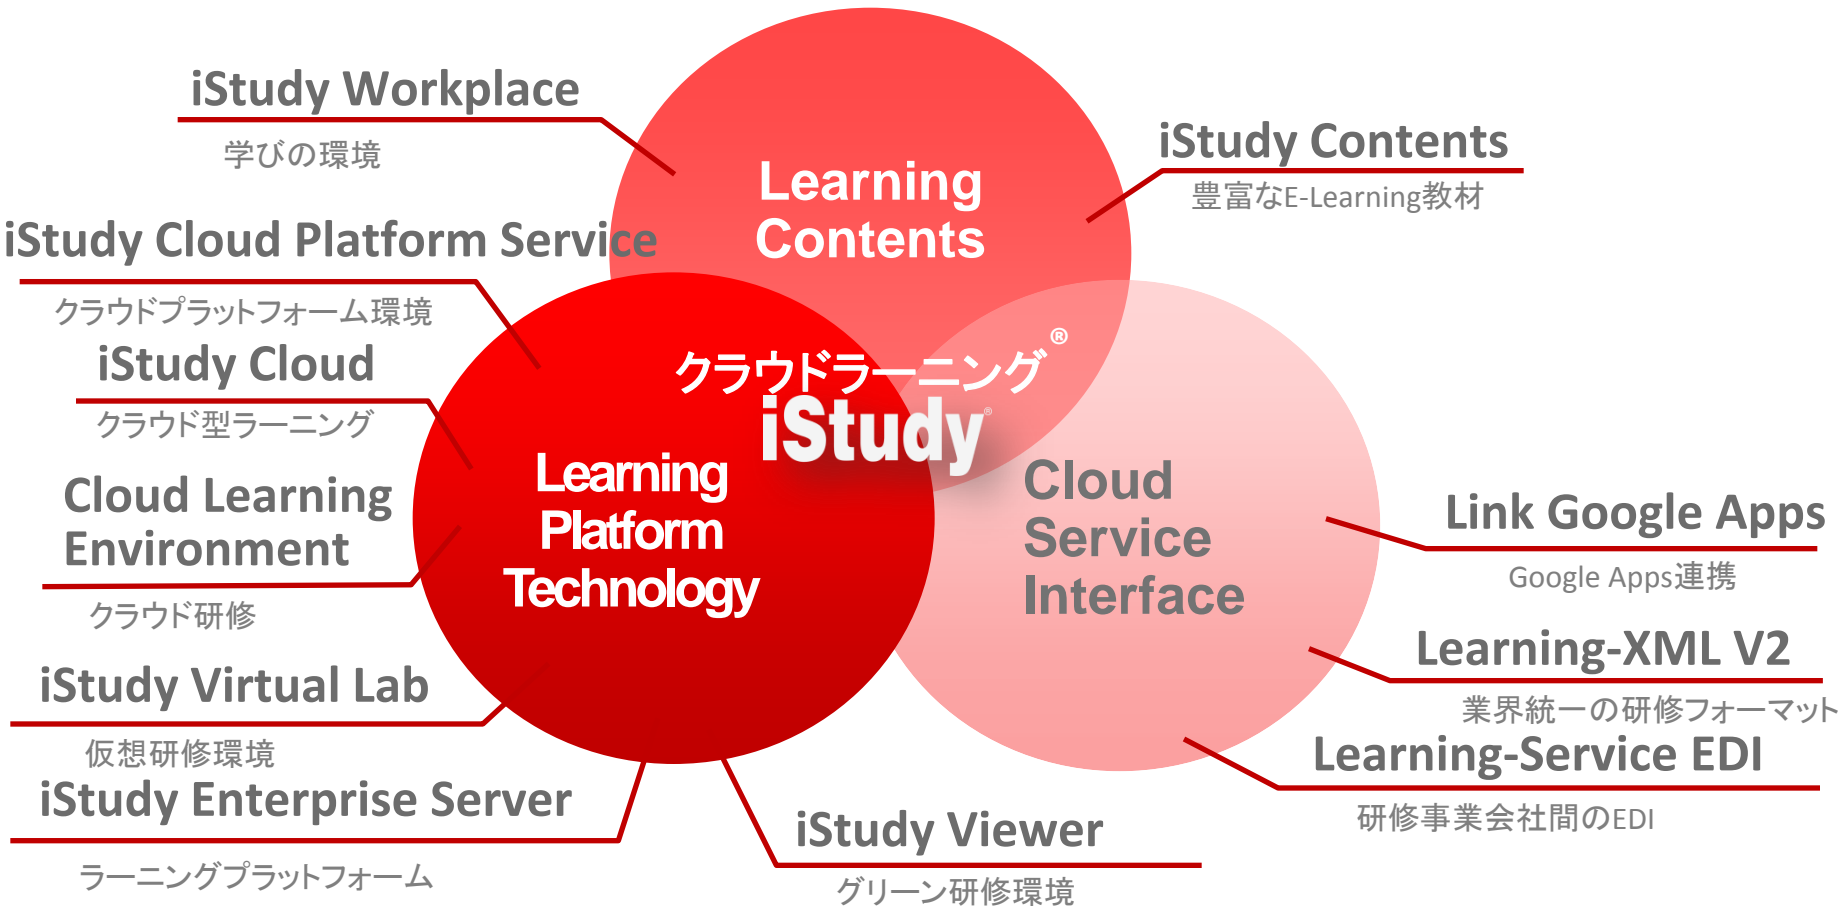 iStudy Workplace
学びの環境
iStudy Contents
豊富なE-Learning教材
Learning
Contents
iStudy Cloud Platform Service
クラウドプラットフォーム環境
iStudy Cloud
クラウド型ラーニング
クラウドラーニング®
iStudy®
Cloud Learning
Environment
クラウド研修
Learning
Platform
Technology
Cloud
Service
Interface
Link Google Apps
Google Apps連携
Learning-XML V2
業界統一の研修フォーマット
Learning-Service EDI
研修事業会社間のEDI
iStudy Virtual Lab
仮想研修環境
iStudy Enterprise Server
ラーニングプラットフォーム
iStudy Viewer
グリーン研修環境